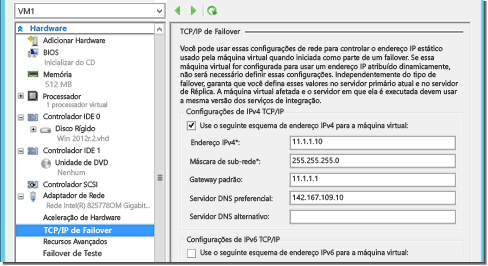 VM1
Hardware
Adicionar Hardware
BIOS
Inicializar do CD
Memória
512 MB
Processador
1 processador virtual
Controlador IDE 0
Disco Rígido
Win 2012r.2.vhd
Controlador IDE 1
Unidade de DVD
Nenhum
Controlador SCSI
Adaptador de Rede
Rede Intel(R) 825778OM Gigabit...
Aceleração de Hardware
TCP/IP de Failover
Recursos Avançados
Failover de Teste
TCP/IP de Failover
Você pode usar essas configurações de rede para controlar o endereço IP estático
usado pela máquina virtual quando iniciada como parte de um failover. Se essa
máquina virtual for configurada para usar um endereço IP atribuído dinamicamente,
não será necessário definir essas configurações. Independentemente do tipo de
failover, garanta que você defina esses valores no servidor primário atual e no servidor
de Réplica. A máquina virtual afetada e o servidor em que ela é executada devem usar
a mesma versão dos serviços de integração.
Configurações de IPv4 TCP/IP
Use o seguinte esquema de endereço IPv4 para a máquina virtual:
Endereço IPv4*: 11.1.1.10
Máscara de sub-rede*: 255.255.255.0
Gateway padrão: 11.1.1.1
Servidor DNS preferencial: 142.167.109.10
Servidor DNS alternativo:
Configurações de IPv6 TCP/IP
Use o seguinte esquema de endereço IPv6 para a máquina virtual: